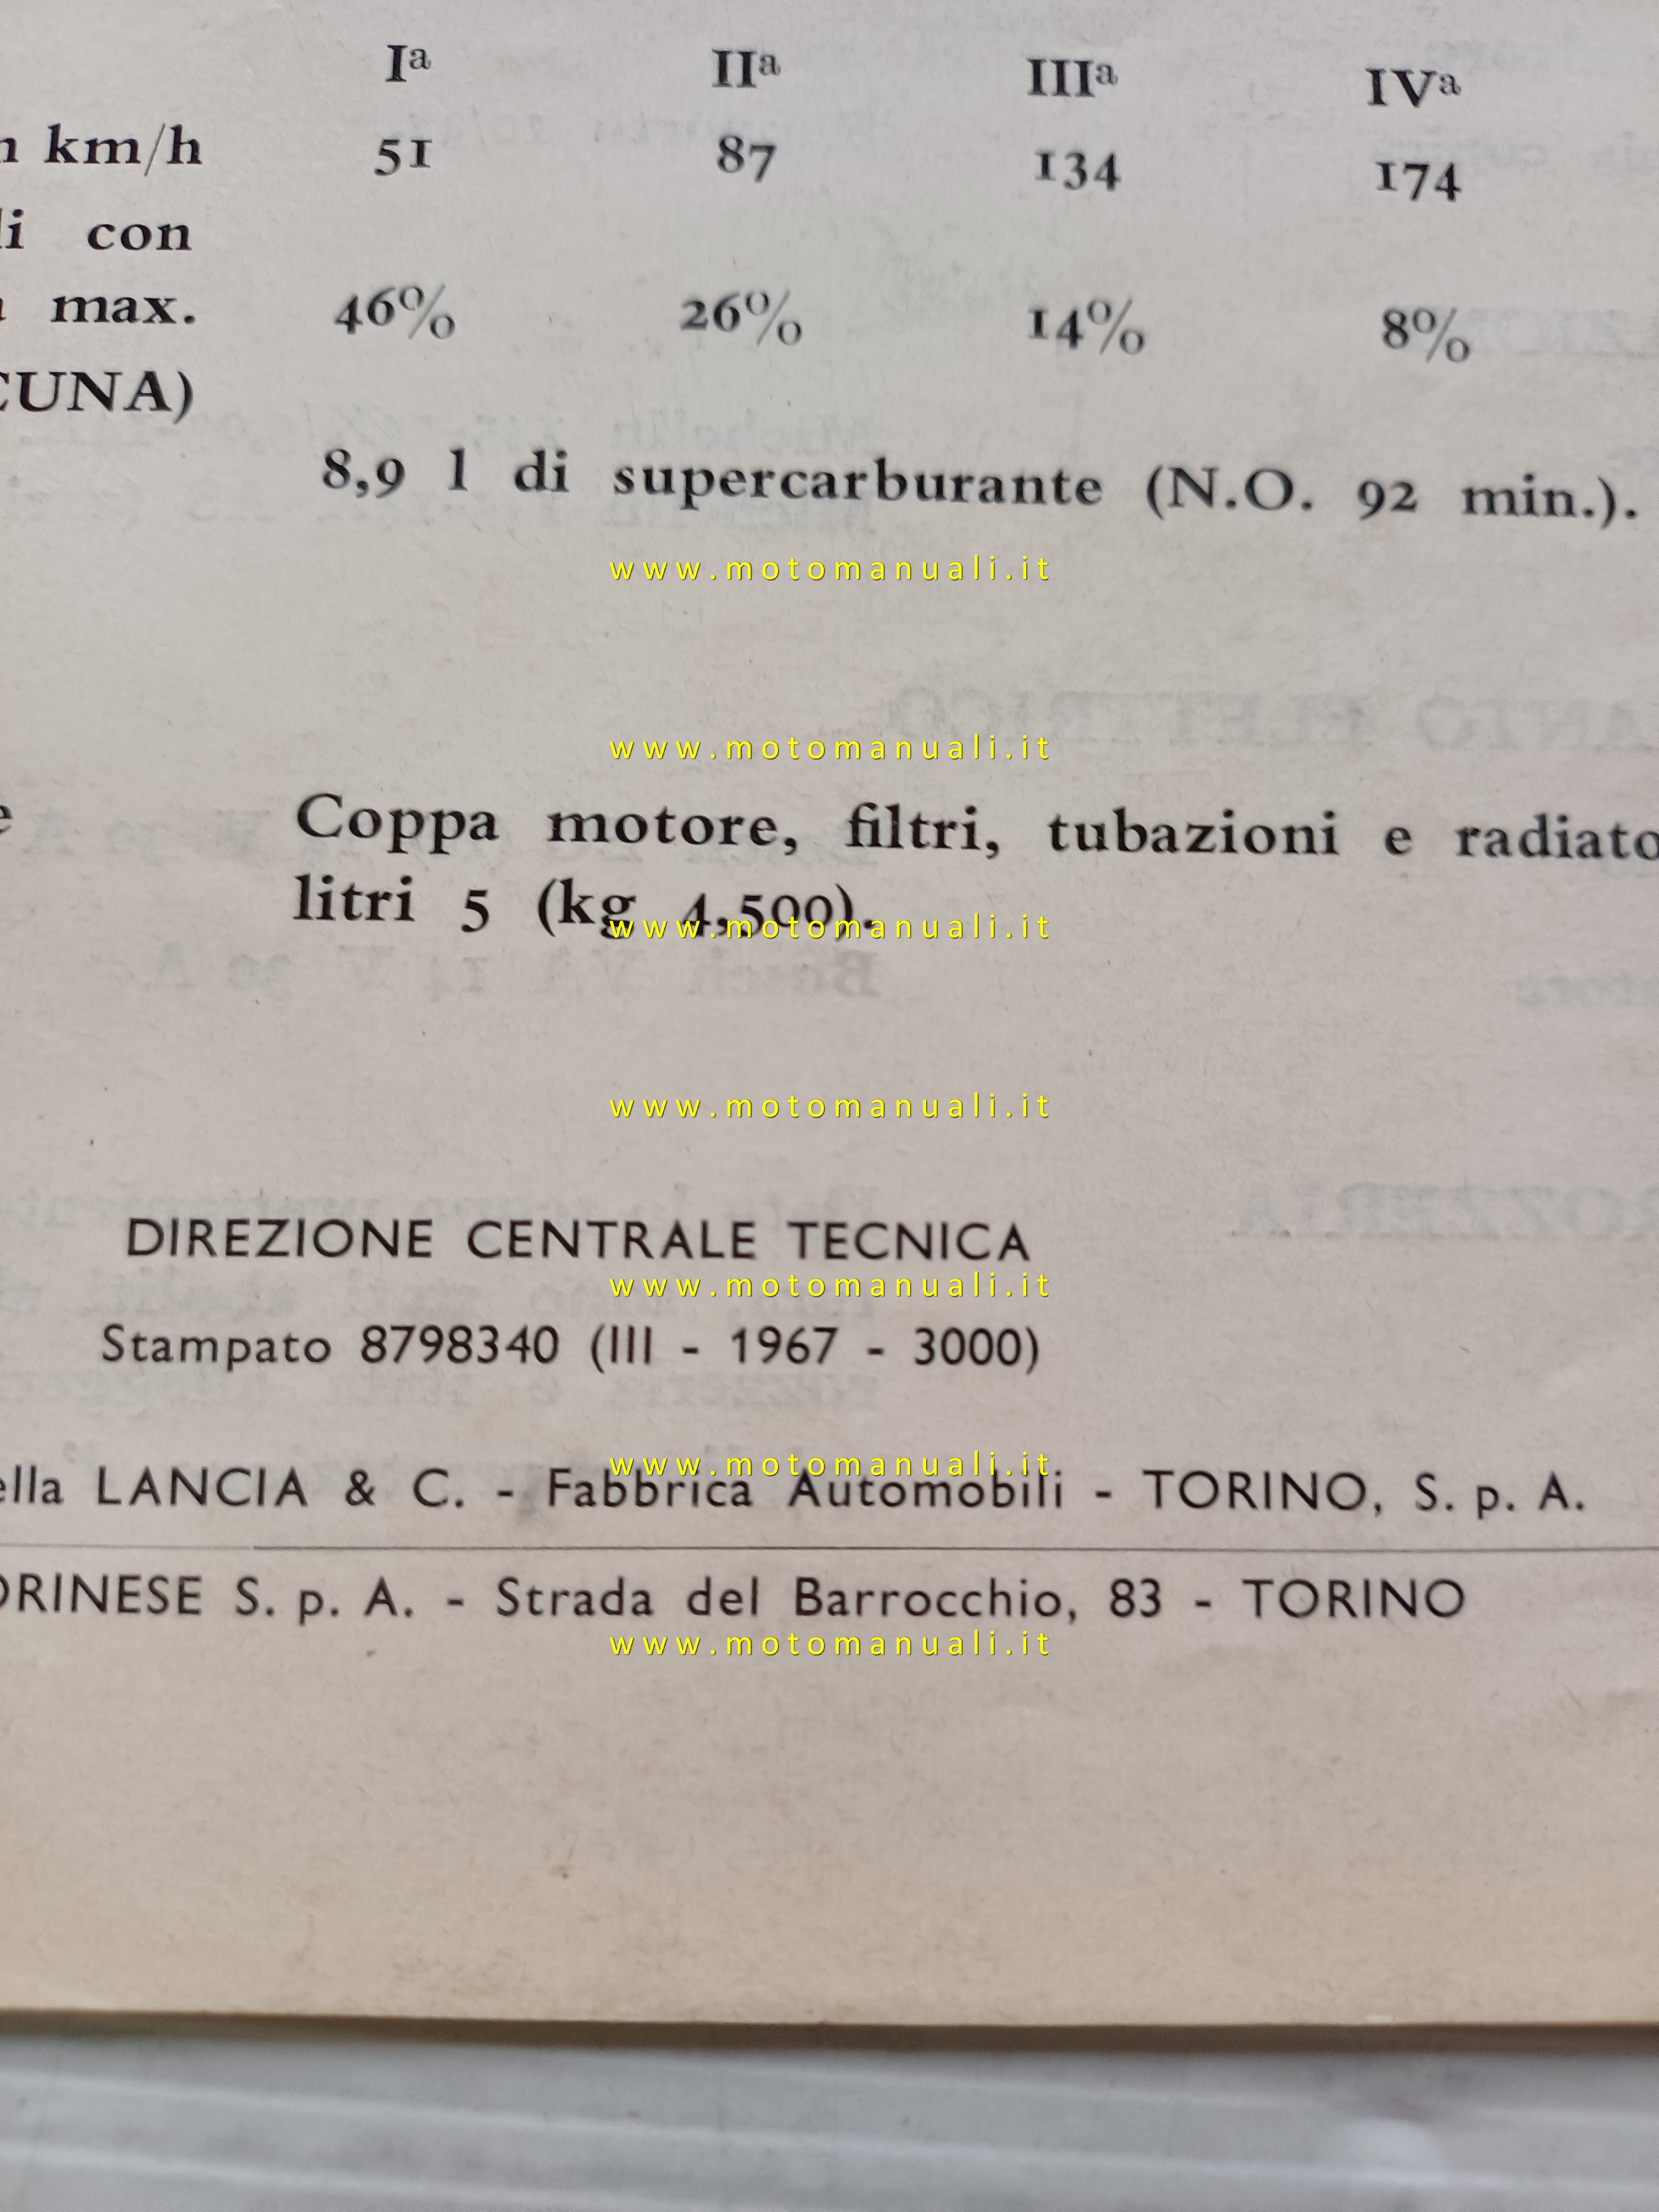 Iª IIª IIIª IVª
km/h 51 87 134 174
con
max. 46% 26% 14% 8%
CUNA)
8,9 l di supercarburante (N.O. 92 min.).
www.motomanuali.it
www.motomanuali.it
Coppa motore, filtri, tubazioni e radiato
litri 5 (kg 4,500).
www.motomanuali.it
www.motomanuali.it
DIREZIONE CENTRALE TECNICA
www.motomanuali.it
Stampato 8798340 (III - 1967 - 3000)
www.motomanuali.it
ella LANCIA & C. - Fabbrica Automobili - TORINO, S. p. A.
ORINESE S. p. A. - Strada del Barrocchio, 83 - TORINO
www.motomanuali.it